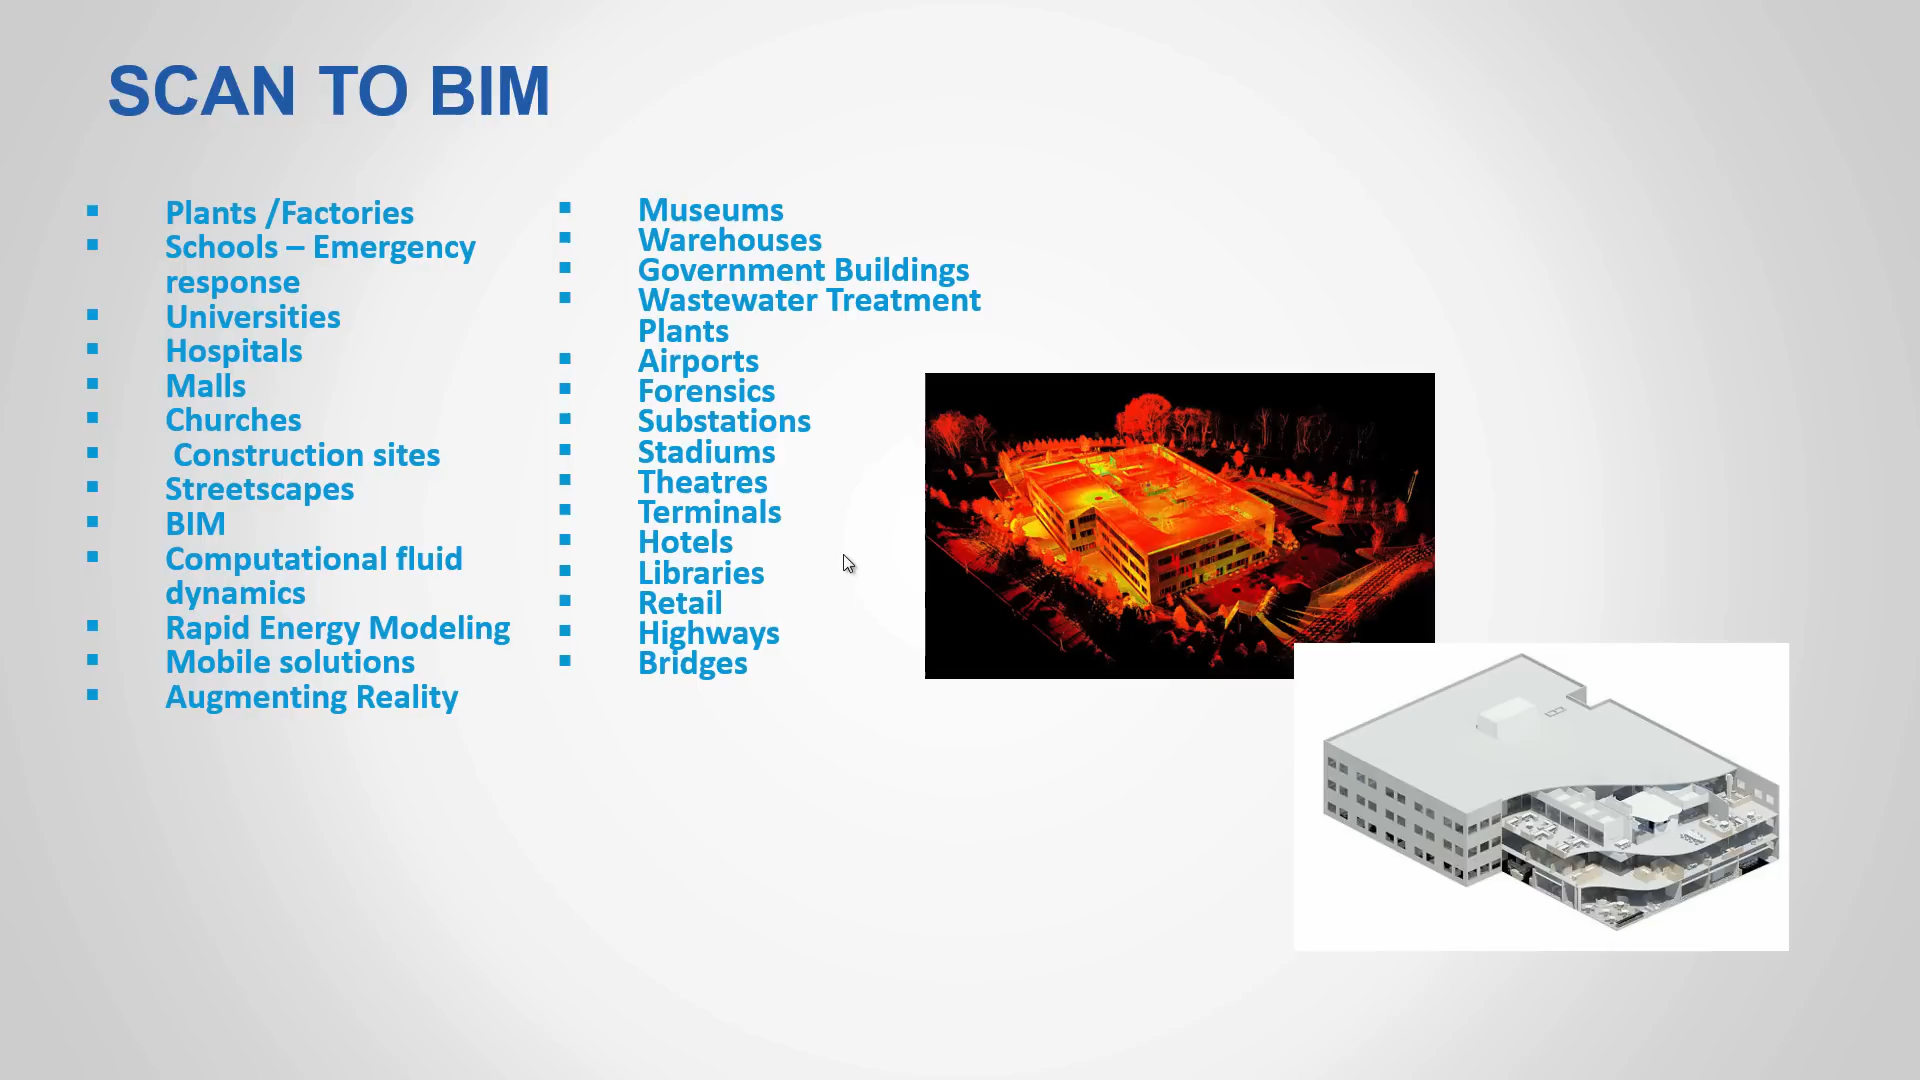 SCAN TO BIM
Plants /Factories
Schools – Emergency
response
Universities
Hospitals
Malls
Churches
Construction sites
Streetscapes
BIM
Computational fluid
dynamics
Rapid Energy Modeling
Mobile solutions
Augmenting Reality
Museums
Warehouses
Government Buildings
Wastewater Treatment
Plants
Airports
Forensics
Substations
Stadiums
Theatres
Terminals
Hotels
Libraries
Retail
Highways
Bridges